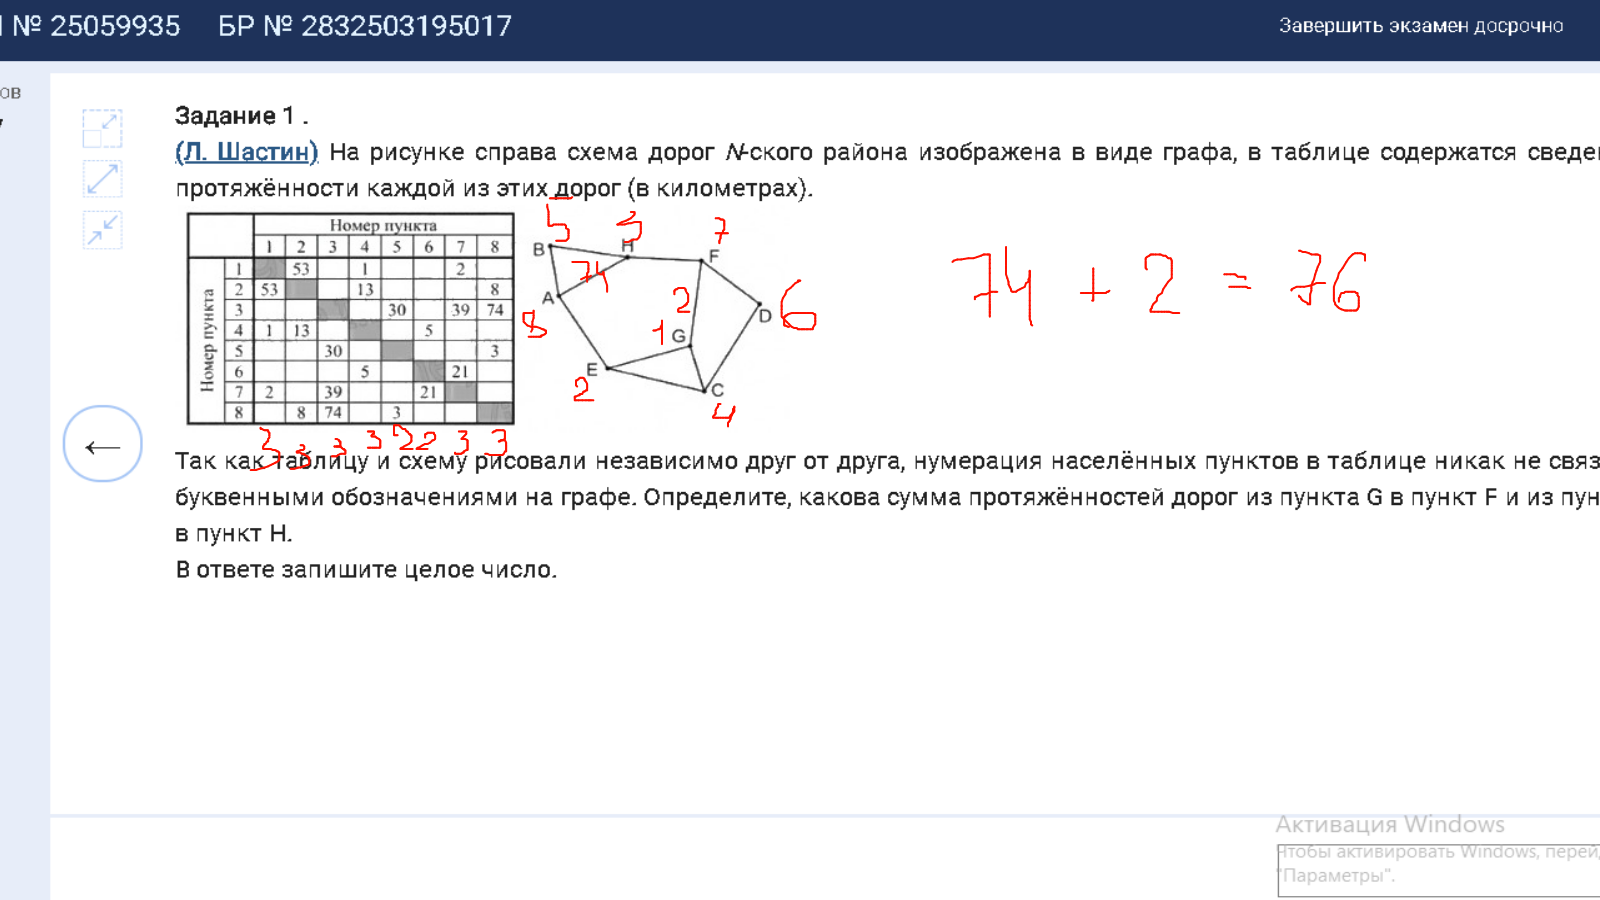 № 25059935 БР № 2832503195017 Завершить экзамен досрочно
ов
Задание 1 .
(Л. Шастин) На рисунке справа схема дорог N-ского района изображена в виде графа, в таблице содержатся сведе
протяжённости каждой из этих дорог (в километрах).
Номер пункта
1 2 3 4 5 6 7 8
Номер пункта
1 53 1 2
2 53 13 8
3 30 39 74
4 1 13 5
5 30 3
6 5 21
7 2 39 21
8 8 74 3
3 3 3 3 2 2 3 3
5 3 7
B H F
74
A 2 D 6
8 1 G
E 2 C
4
74 + 2 = 76
Так как таблицу и схему рисовали независимо друг от друга, нумерация населённых пунктов в таблице никак не связ
буквенными обозначениями на графе. Определите, какова сумма протяжённостей дорог из пункта G в пункт F и из пун
в пункт H.
В ответе запишите целое число.
Активация Windows
Чтобы активировать Windows, перей
"Параметры".